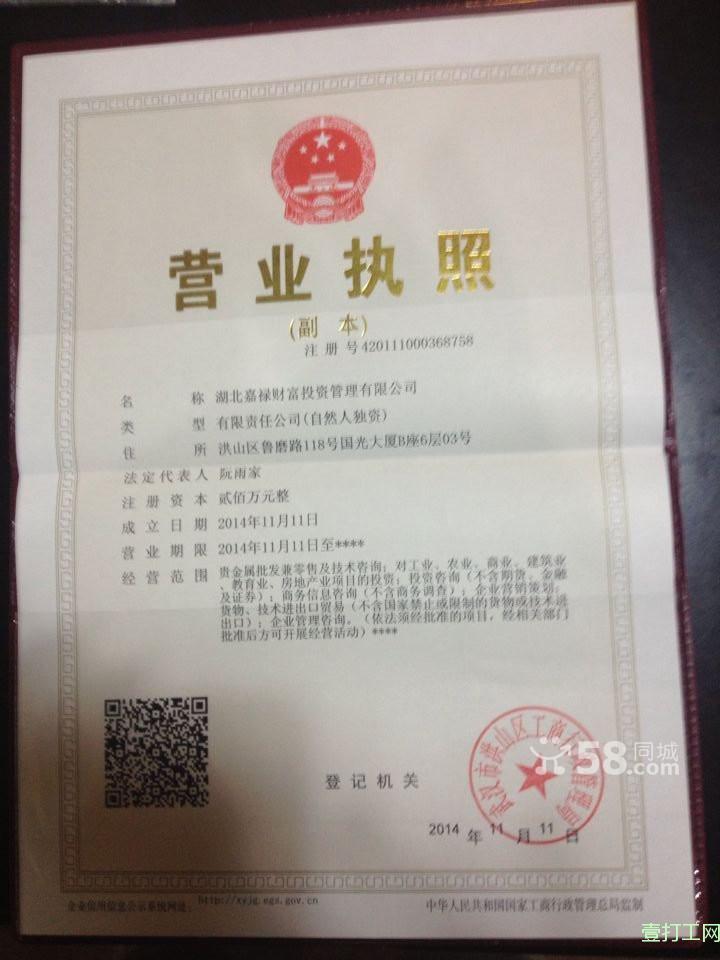 营业执照
(副 本)
注 册 号 420111000368758
名 称 湖北嘉禄财富投资管理有限公司
类 型 有限责任公司(自然人独资)
住 所 洪山区鲁磨路118号国光大厦B座6层03号
法定代表人 阮雨家
注 册 资 本 贰佰万元整
成 立 日 期 2014年11月11日
营 业 期 限 2014年11月11日至****
经 营 范 围 贵金属批发兼零售及技术咨询；对工业、农业、商业、建筑业
、教育业、房地产业项目的投资；投资咨询（不含期货、金融
及证券）；商务信息咨询（不含商务调查）；企业营销策划；
货物、技术进出口贸易（不含国家禁止或限制的货物或技术进
出口）；企业管理咨询。（依法须经批准的项目，经相关部门
批准后方可开展经营活动）****
武汉市洪山区工商行政管理局
58同城
58.com
登 记 机 关
2014 年 11 月 11 日
企业信用信息公示系统网址： http://xyjg.egs.gov.cn
中华人民共和国国家工商行政管理总局监制
壹打工网